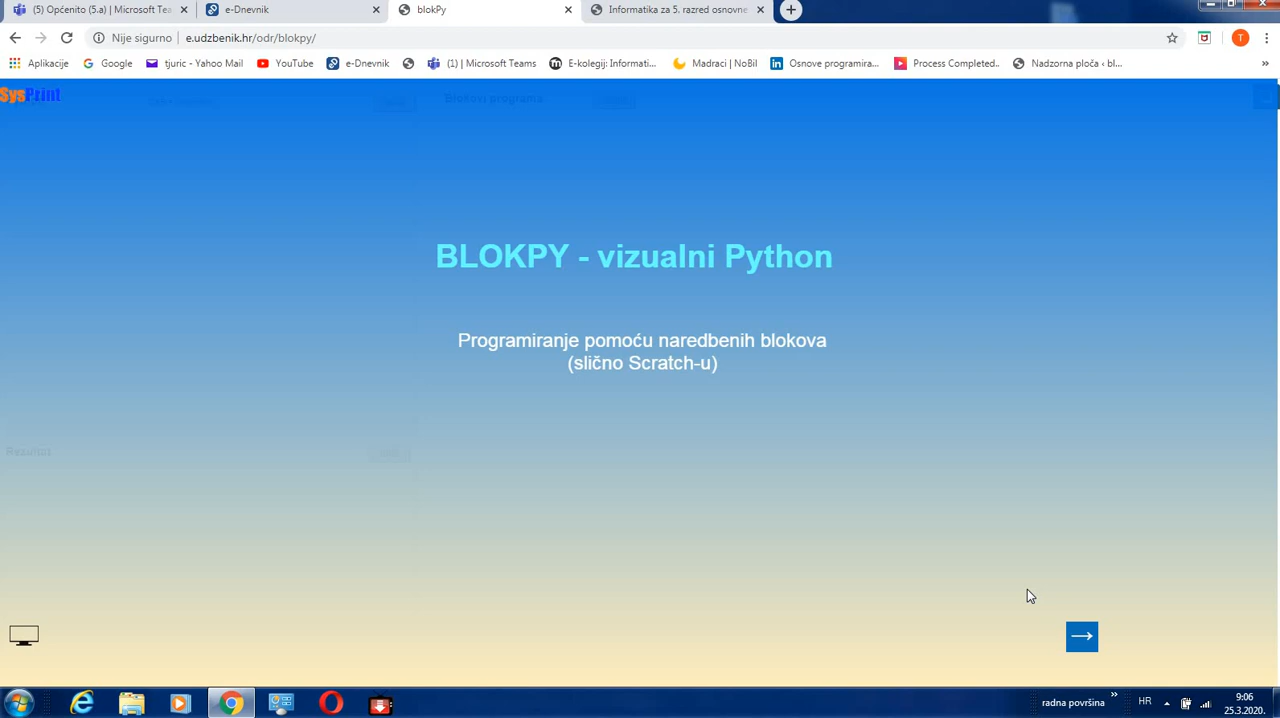 (5) Općenito (5.a) | Microsoft Tea
e-Dnevnik
blokPy
Informatika za 5. razred osnovne
Nije sigurno
e.udzbenik.hr/odr/blokpy/
Aplikacije
Google
tjuric - Yahoo Mail
YouTube
e-Dnevnik
(1) | Microsoft Teams
E-kolegij: Informati...
Madraci | NoBil
Osnove programira...
Process Completed..
Nadzorna ploča ‹ bl...
»
T
SysPrint
Blokovi programa
BLOKPY - vizualni Python
Programiranje pomoću naredbenih blokova
(slično Scratch-u)
Rezultat
radna površina
»
HR
9:06
25.3.2020.